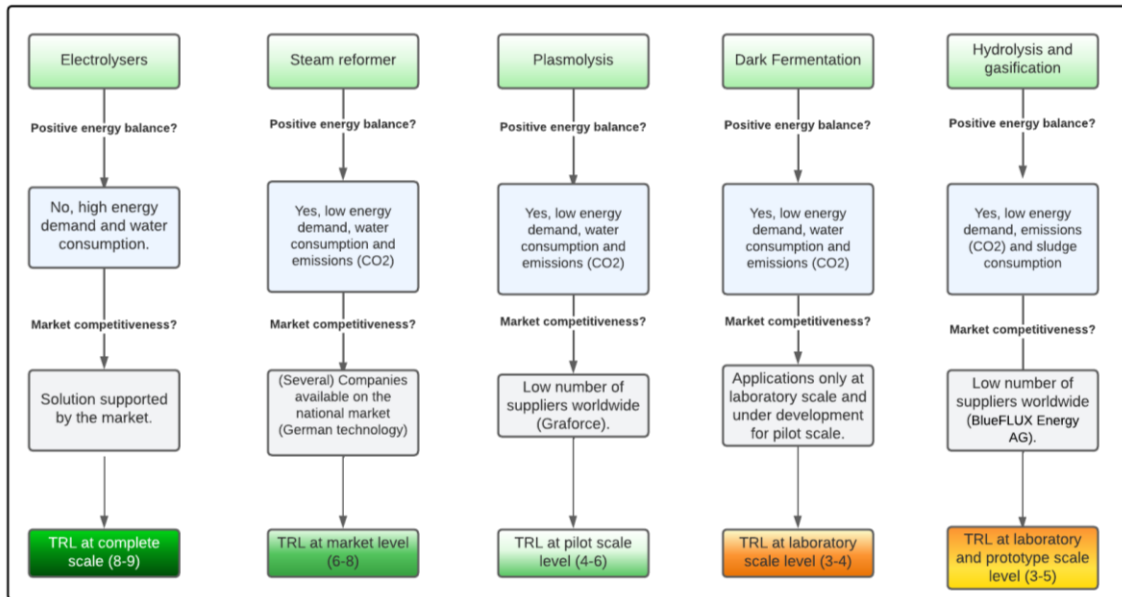 Electrolysers
Positive energy balance?
No, high energy
demand and water
consumption.
Market competitiveness?
Solution supported
by the market.
TRL at complete
scale (8-9)
Steam reformer
Positive energy balance?
Yes, low energy
demand, water
consumption and
emissions (CO2)
Market competitiveness?
(Several) Companies
available on the
national market
(German technology)
TRL at market level
(6-8)
Plasmolysis
Positive energy balance?
Yes, low energy
demand, water
consumption and
emissions (CO2)
Market competitiveness?
Low number of
suppliers worldwide
(Graforce).
TRL at pilot scale
level (4-6)
Dark Fermentation
Positive energy balance?
Yes, low energy
demand, water
consumption and
emissions (CO2)
Market competitiveness?
Applications only at
laboratory scale and
under development
for pilot scale.
TRL at laboratory
scale level (3-4)
Hydrolysis and
gasification
Positive energy balance?
Yes, low energy
demand, emissions
(CO2) and sludge
consumption
Market competitiveness?
Low number of
suppliers worldwide
(BlueFLUX Energy
AG).
TRL at laboratory
and prototype scale
level (3-5)